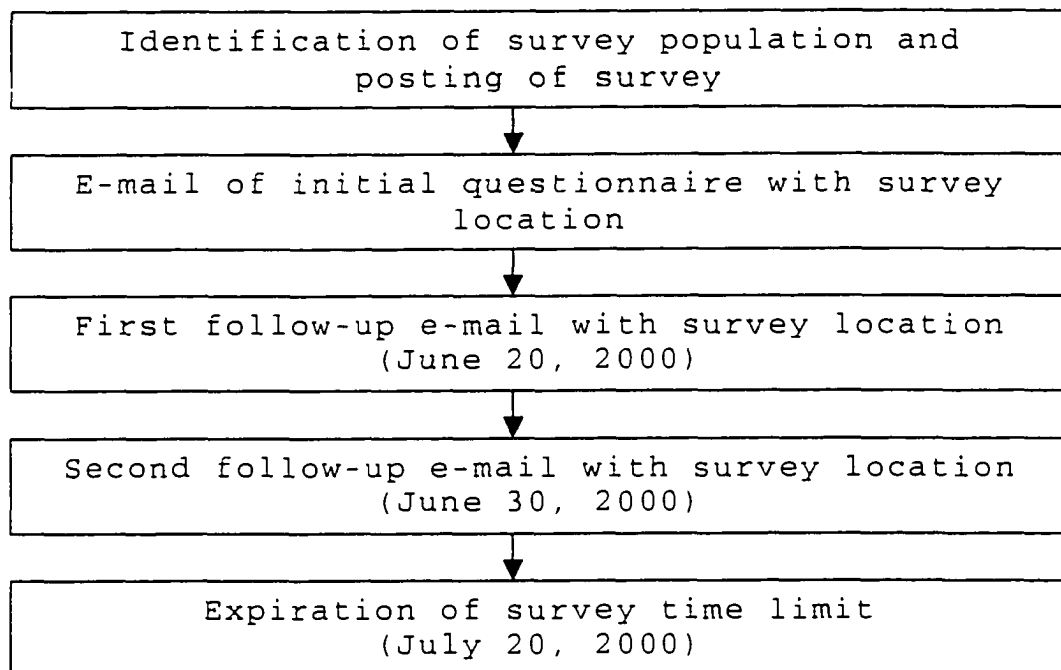 Identification of survey population and
posting of survey
E-mail of initial questionnaire with survey
location
First follow-up e-mail with survey location
(June 20, 2000)
Second follow-up e-mail with survey location
(June 30, 2000)
Expiration of survey time limit
(July 20, 2000)